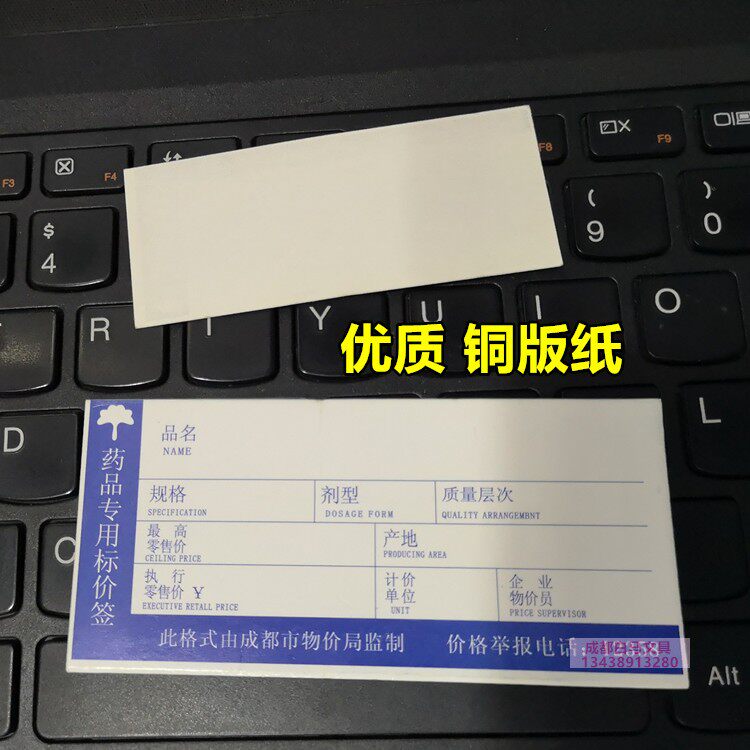 F3
F4
F8
F9
$
4
(
9
)
0
R
Y
U
I
O
优质 铜版纸
D
L
药品专用标价签
品名
NAME
规格
SPECIFICATION
剂型
DOSAGE FORM
质量层次
QUALITY ARRANGEMBNT
最高
零售价
CEILING PRICE
产地
PRODUCING AREA
执行
零售价 ¥
EXECUTIVE RETALL PRICE
计价
单位
UNIT
企业
物价员
PRICE SUPERVISOR
此格式由成都市物价局监制 价格举报电话:
13438913280
Alt